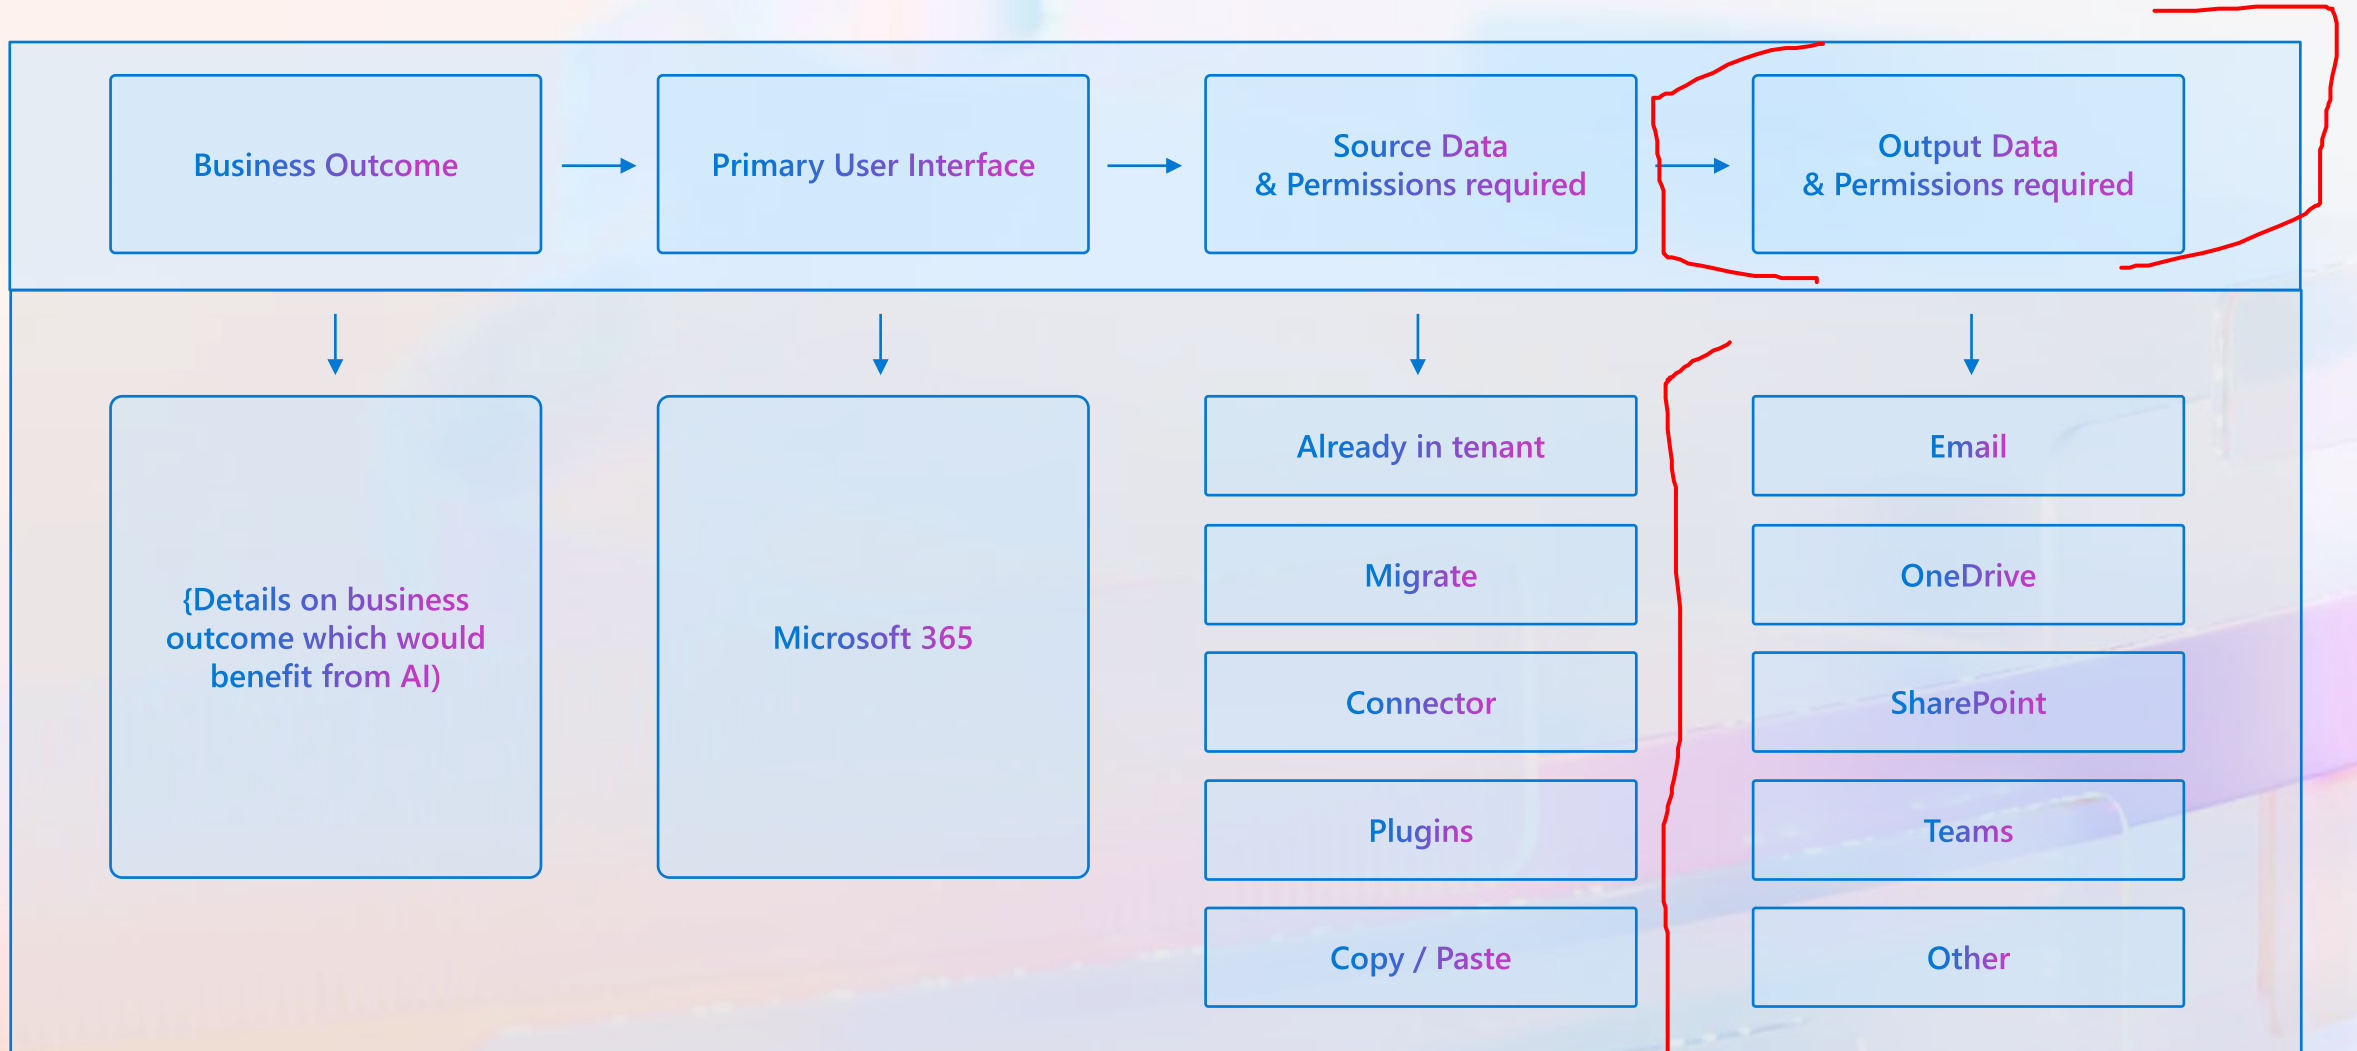 Business Outcome
Primary User Interface
Source Data
& Permissions required
Output Data
& Permissions required
{Details on business
outcome which would
benefit from AI)
Microsoft 365
Already in tenant
Migrate
Connector
Plugins
Copy / Paste
Email
OneDrive
SharePoint
Teams
Other